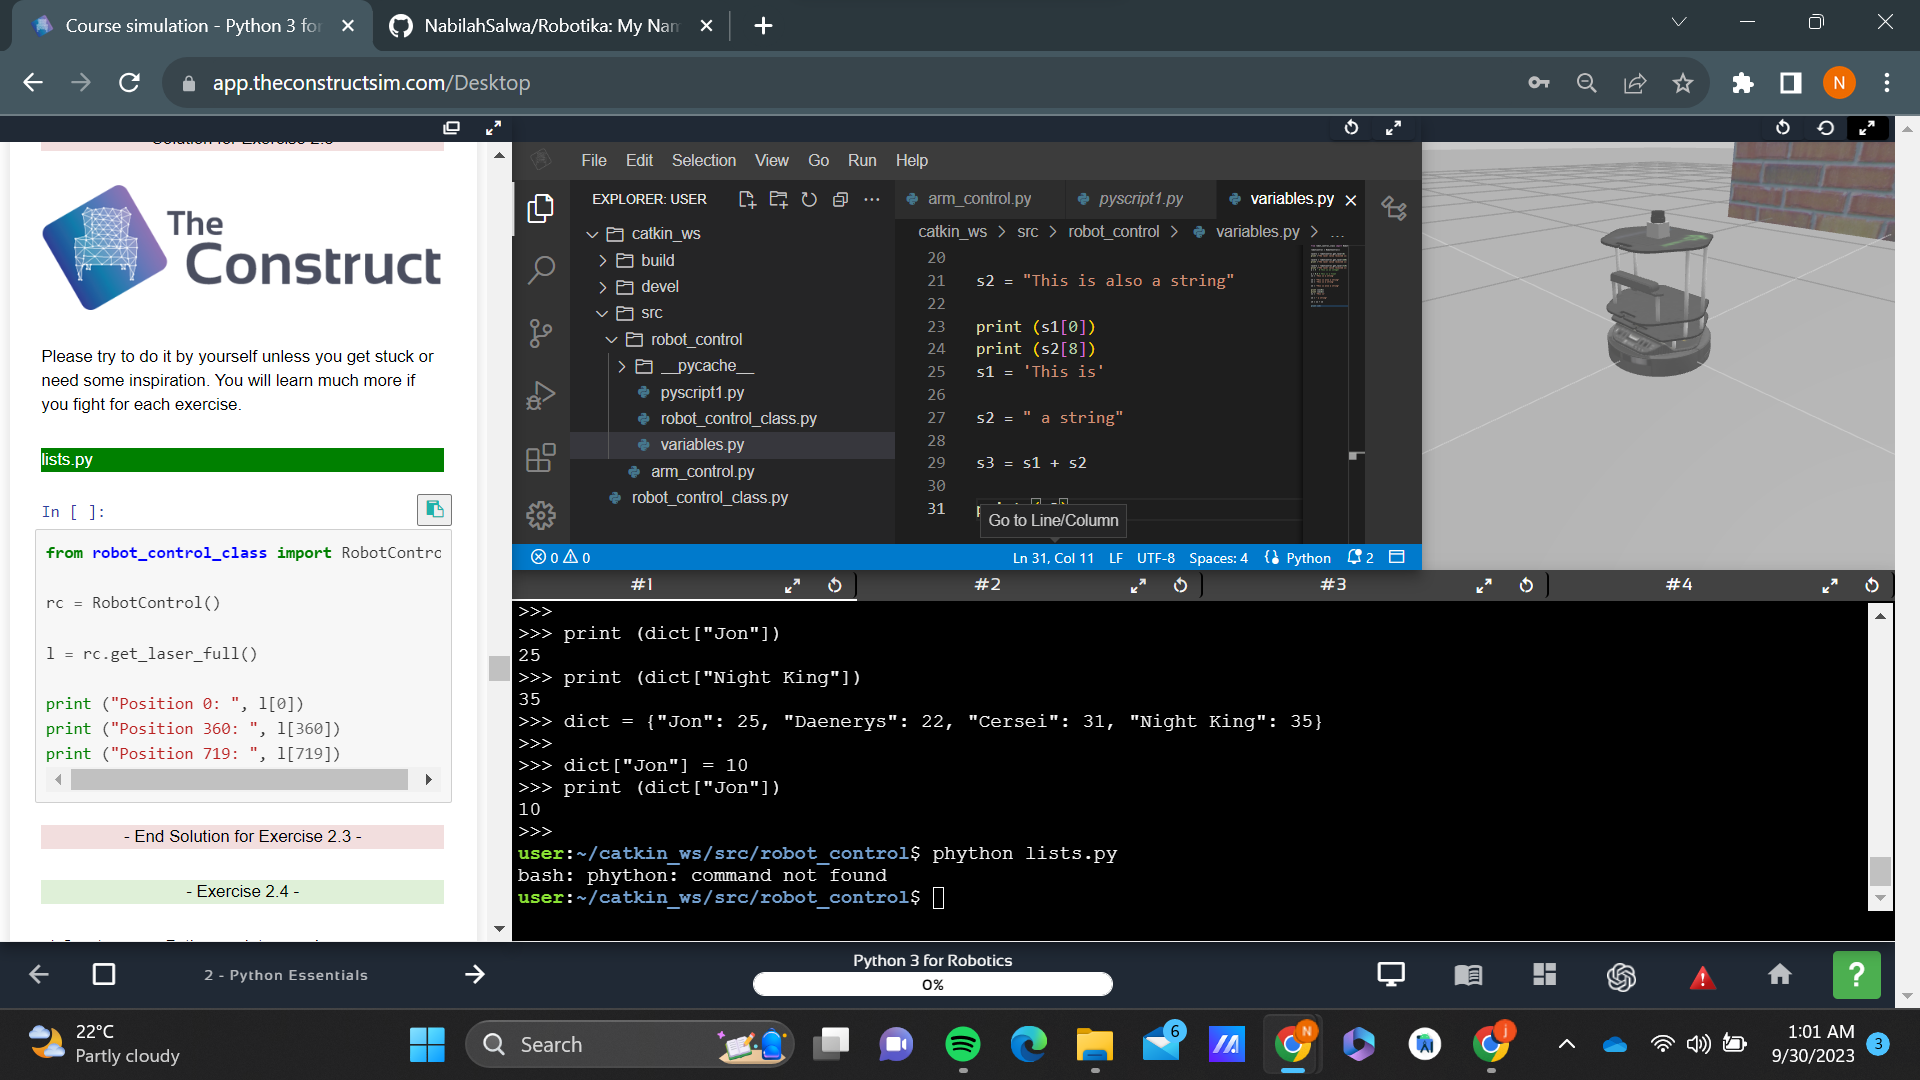 Course simulation - Python 3 for
NabilahSalwa/Robotika: My Nam
app.theconstructsim.com/Desktop
N
The
Construct
Please try to do it by yourself unless you get stuck or
need some inspiration. You will learn much more if
you fight for each exercise.
lists.py
In [ ]:
from robot_control_class import RobotContro
rc = RobotControl()
l = rc.get_laser_full()
print ("Position 0: ", l[0])
print ("Position 360: ", l[360])
print ("Position 719: ", l[719])
- End Solution for Exercise 2.3 -
- Exercise 2.4 -
File Edit Selection View Go Run Help
EXPLORER: USER
catkin_ws
build
devel
src
robot_control
__pycache__
pyscript1.py
robot_control_class.py
variables.py
arm_control.py
robot_control_class.py
arm_control.py pyscript1.py variables.py
catkin_ws > src > robot_control > variables.py > ...
20
21 s2 = "This is also a string"
22
23 print (s1[0])
24 print (s2[8])
25 s1 = 'This is'
26
27 s2 = " a string"
28
29 s3 = s1 + s2
30
31
Go to Line/Column
0 0 Ln 31, Col 11 LF UTF-8 Spaces: 4 Python 2
#1 #2 #3 #4
>>>
>>> print (dict["Jon"])
25
>>> print (dict["Night King"])
35
>>> dict = {"Jon": 25, "Daenerys": 22, "Cersei": 31, "Night King": 35}
>>>
>>> dict["Jon"] = 10
>>> print (dict["Jon"])
10
>>>
user:~/catkin_ws/src/robot_control$ phython lists.py
bash: phython: command not found
user:~/catkin_ws/src/robot_control$
2 - Python Essentials
Python 3 for Robotics
0%
?
22°C
Partly cloudy
Search
6
N
j
1:01 AM
9/30/2023
3